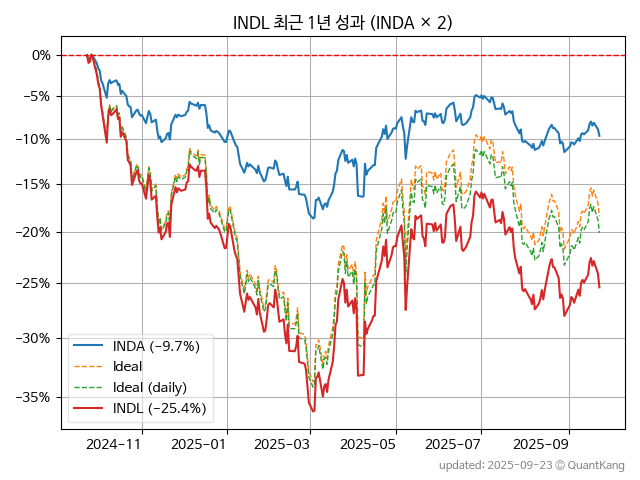 INDL 최근 1년 성과 (INDA × 2)
0%
−5%
−10%
−15%
−20%
−25%
−30%
−35%
INDA (−9.7%)
Ideal
Ideal (daily)
INDL (−25.4%)
2024-11 2025-01 2025-03 2025-05 2025-07 2025-09
updated: 2025-09-23 ⓒ QuantKang